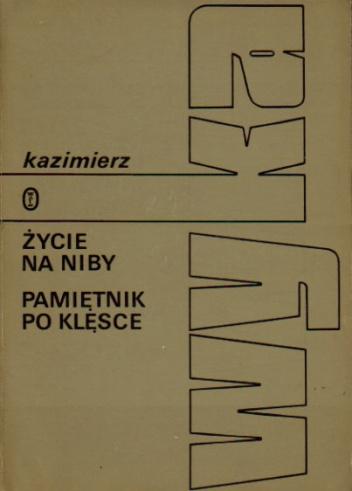 kazimierz
wyka
ŻYCIE
NA NIBY
PAMIĘTNIK
PO KLĘSCE